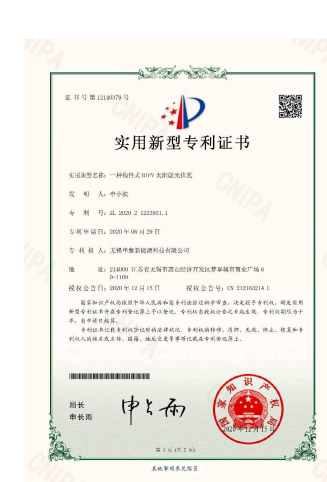 证书号第12140379号
实用新型专利证书
实用新型名称：一种构件式BIPV太阳能光伏瓦
发 明 人：申小波
专 利 号：ZL 2020 2 1223921.1
专利申请日：2020年06月29日
专 利 权 人：无锡华滋新能源科技有限公司
地 址：214000 江苏省无锡市惠山经济开发区梦享城市商业广场6
0-1109
授权公告日：2020年12月15日 授权公告号：CN 212162214 U
国家知识产权局依照中华人民共和国专利法经过初步审查，决定授予专利权，颁发实用
新型专利证书并在专利登记簿上予以登记。专利权自授权公告之日起生效。专利权期限为十
年，自申请日起算。
专利证书记载专利权登记时的法律状况。专利权的转移、质押、无效、终止、恢复和专
利权人的姓名或名称、国籍、地址变更等事项记载在专利登记簿上。
局长
申长雨
申长雨
国家知识产权局
2020年12月15日
第 1 页 (共 2 页)
其他事项参见续页
CNIPA